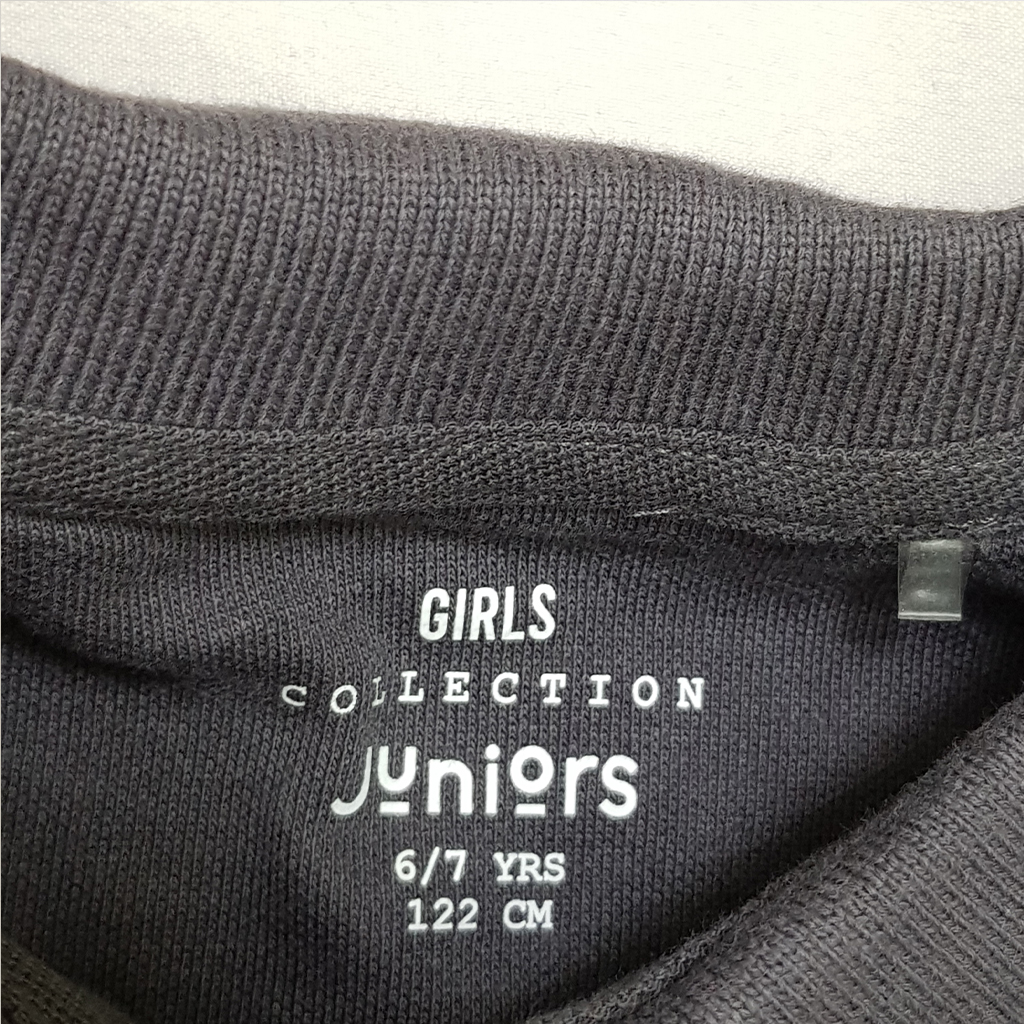 GIRLS
COLLECTION
Juniors
6/7 YRS
122 CM